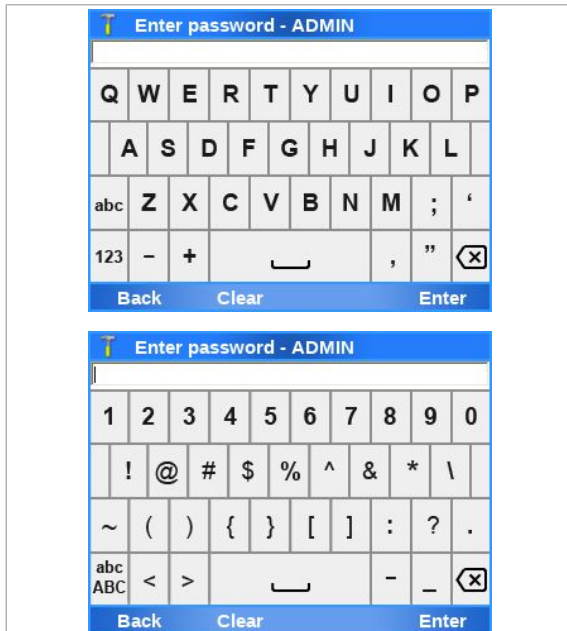 Enter password - ADMIN
Q W E R T Y U I O P
A S D F G H J K L
abc Z X C V B N M ; ‘
123 - + , ”
Back Clear Enter
Enter password - ADMIN
1 2 3 4 5 6 7 8 9 0
! @ # $ % ^ & * \
~ ( ) { } [ ] : ? .
abc
ABC < > - _
Back Clear Enter